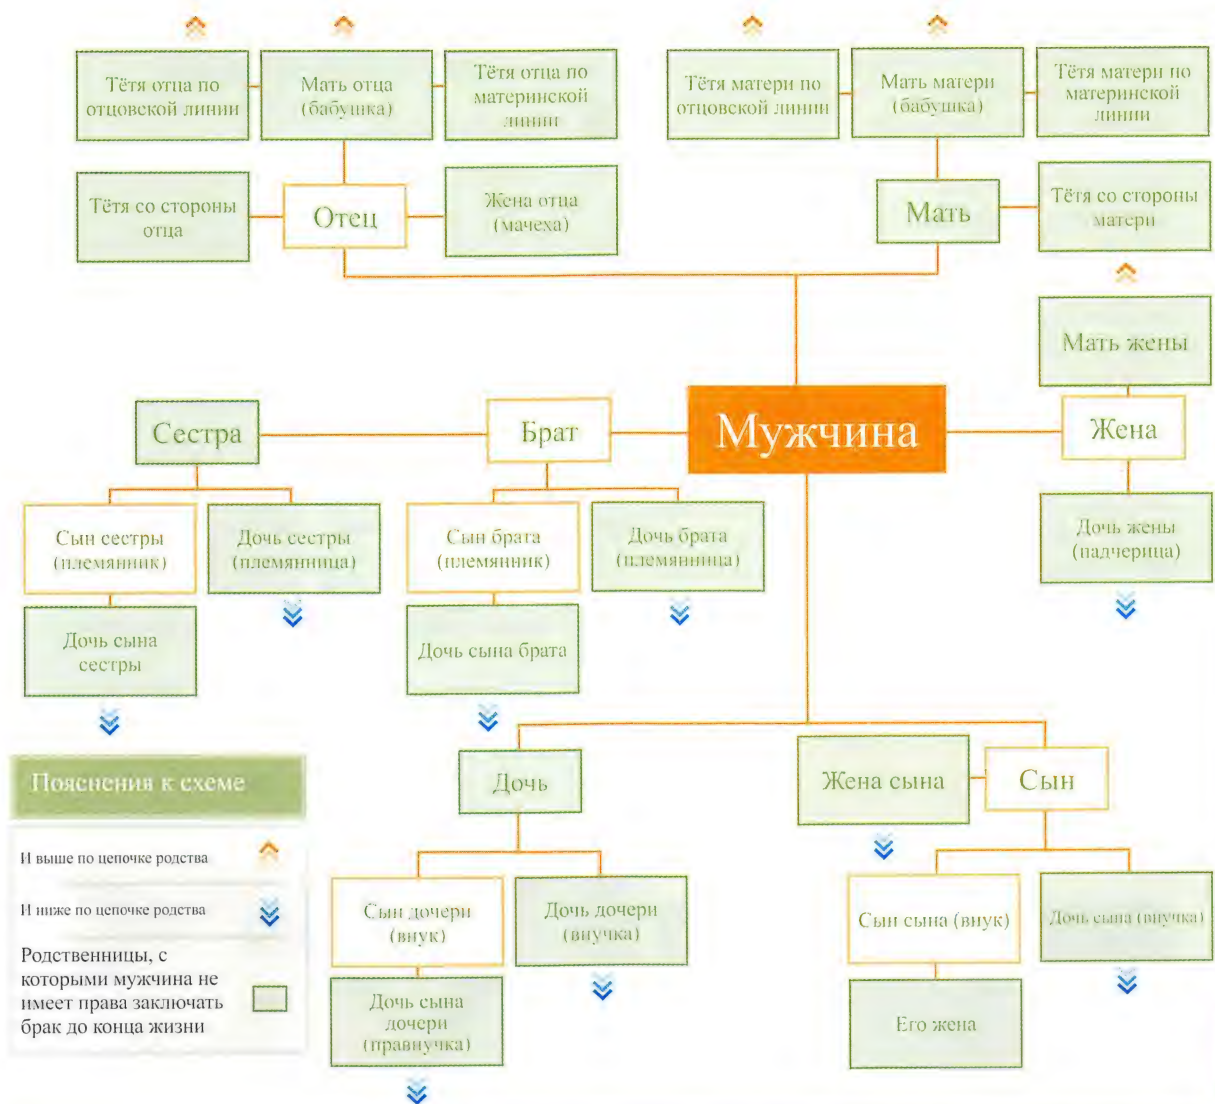 Тётя отца по
отцовской линии
Мать отца
(бабушка)
Тётя отца по
материнской
линии
Тётя матери по
отцовской линии
Мать матери
(бабушка)
Тётя матери по
материнской
линии
Тётя со стороны
отца
Отец
Жена отца
(мачеха)
Мать
Тётя со стороны
матери
Мать жены
Сестра
Брат
Мужчина
Жена
Сын сестры
(племянник)
Дочь сестры
(племянница)
Сын брата
(племянник)
Дочь брата
(племянница)
Дочь жены
(падчерица)
Дочь сына
сестры
Дочь сына брата
Дочь
Жена сына
Сын
Сын дочери
(внук)
Дочь дочери
(внучка)
Сын сына (внук)
Дочь сына (внучка)
Дочь сына
дочери
(правнучка)
Его жена
Пояснения к схеме
И выше по цепочке родства
И ниже по цепочке родства
Родственницы, с
которыми мужчина не
имеет права заключать
брак до конца жизни